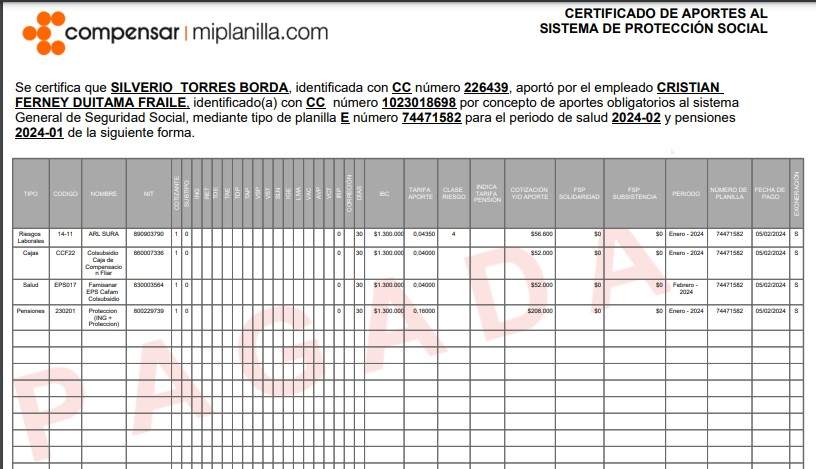 compensar | miplanilla.com
CERTIFICADO DE APORTES AL
SISTEMA DE PROTECCIÓN SOCIAL
Se certifica que SILVERIO TORRES BORDA, identificada con CC número 226439, aportó por el empleado CRISTIAN
FERNEY DUITAMA FRAILE, identificado(a) con CC número 1023018698 por concepto de aportes obligatorios al sistema
General de Seguridad Social, mediante tipo de planilla E número 74471582 para el periodo de salud 2024-02 y pensiones
2024-01 de la siguiente forma.
TIPO CODIGO NOMBRE NIT COTIZANTE SUBTIPO ING RET TDE TAE TDP TAP VSP VST SLN IGE LMA VAC AVP VCT IRP CORRECCIÓN DÍAS IBC TARIFA APORTE CLASE RIESGO INDICA TARIFA PENSIÓN COTIZACIÓN Y/O APORTE FSP SOLIDARIDAD FSP SUBSISTENCIA PERIODO NÚMERO DE PLANILLA FECHA DE PAGO EXONERACIÓN
Riesgos Laborales 14-11 ARL SURA 890903790 1 0 0 30 $1.300.000 0,04350 4 $56.600 $0 $0 Enero - 2024 74471582 05/02/2024 S
Cajas CCF22 Colsubsidio Caja de Compensacio n Fliar 860007336 1 0 0 30 $1.300.000 0,04000 $52.000 $0 $0 Enero - 2024 74471582 05/02/2024 S
Salud EPS017 Famisanar EPS Cafam Colsubsidio 830003564 1 0 0 30 $1.300.000 0,04000 $52.000 $0 $0 Febrero - 2024 74471582 05/02/2024 S
Pensiones 230201 Proteccion (ING + Proteccion) 800229739 1 0 0 30 $1.300.000 0,16000 $208.000 $0 $0 Enero - 2024 74471582 05/02/2024 S
PAGADA